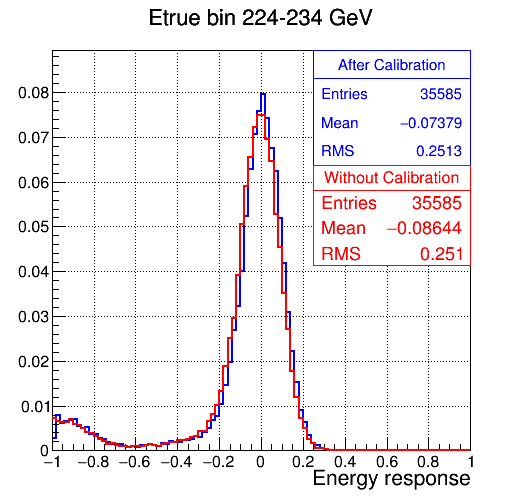 Etrue bin 224-234 GeV
After Calibration
Entries 35585
Mean −0.07379
RMS 0.2513
Without Calibration
Entries 35585
Mean −0.08644
RMS 0.251
0.08
0.07
0.06
0.05
0.04
0.03
0.02
0.01
0
−1 −0.8 −0.6 −0.4 −0.2 0 0.2 0.4 0.6 0.8 1
Energy response